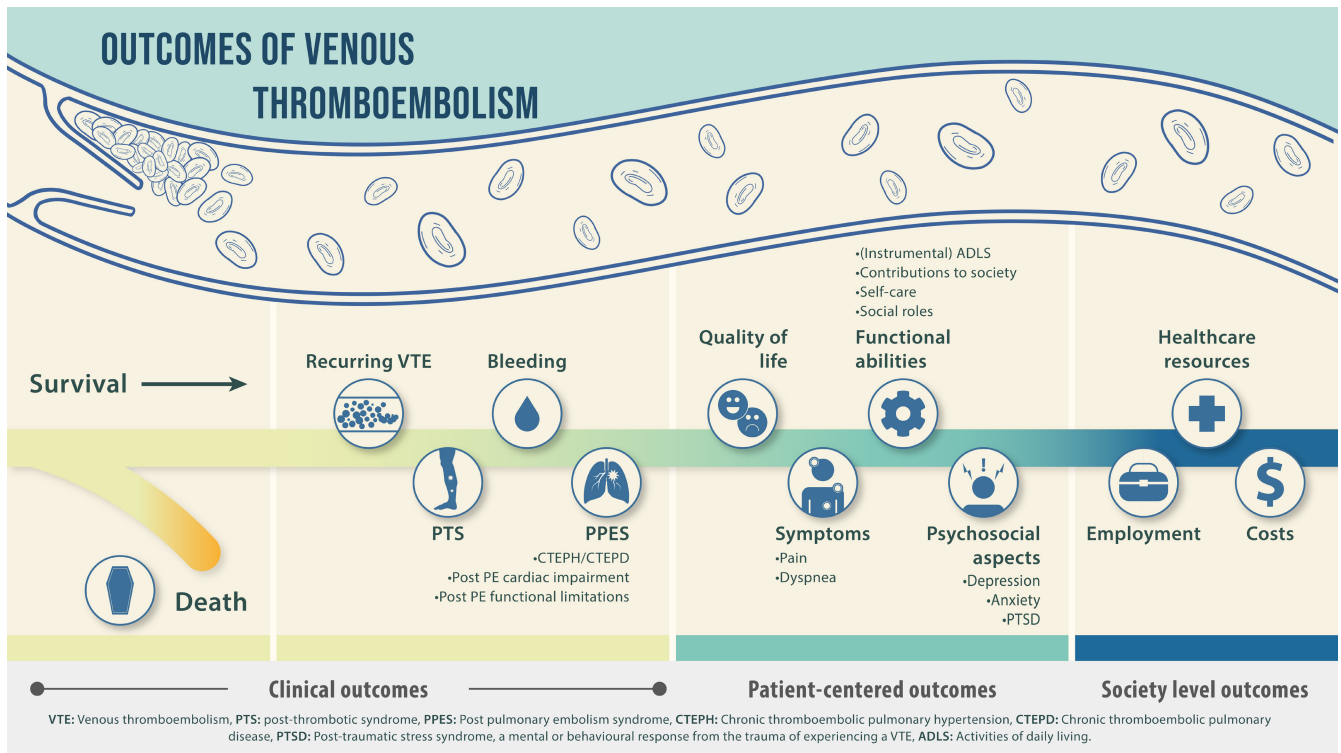 OUTCOMES OF VENOUS
THROMBOEMBOLISM
Survival
Death
Recurring VTE
Bleeding
PTS
PPES
•CTEPH/CTEPD
•Post PE cardiac impairment
•Post PE functional limitations
Quality of
life
•(Instrumental) ADLS
•Contributions to society
•Self-care
•Social roles
Functional
abilities
Symptoms
•Pain
•Dyspnea
Psychosocial
aspects
•Depression
•Anxiety
•PTSD
Healthcare
resources
Employment
$
Costs
Clinical outcomes
Patient-centered outcomes
Society level outcomes
VTE: Venous thromboembolism, PTS: post-thrombotic syndrome, PPES: Post pulmonary embolism syndrome, CTEPH: Chronic thromboembolic pulmonary hypertension, CTEPD: Chronic thromboembolic pulmonary
disease, PTSD: Post-traumatic stress syndrome, a mental or behavioural response from the trauma of experiencing a VTE, ADLS: Activities of daily living.